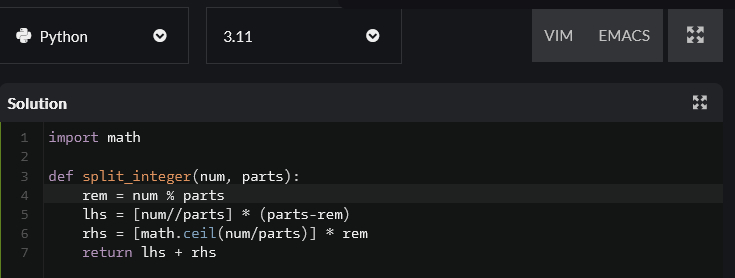 Python
3.11
VIM EMACS
Solution
1 import math
2
3 def split_integer(num, parts):
4     rem = num % parts
5     lhs = [num//parts] * (parts-rem)
6     rhs = [math.ceil(num/parts)] * rem
7     return lhs + rhs